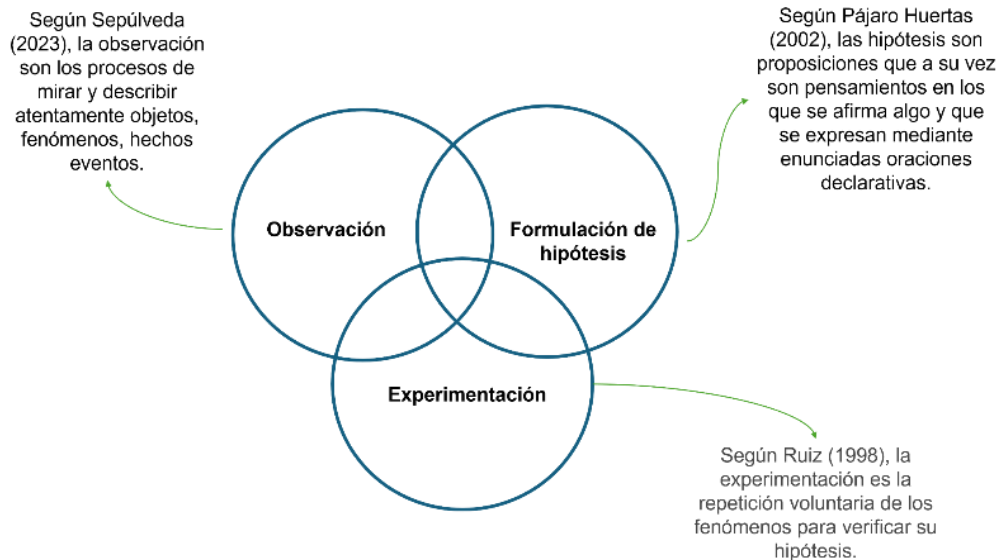 Según Sepúlveda
(2023), la observación
son los procesos de
mirar y describir
atentamente objetos,
fenómenos, hechos
eventos.
Según Pájaro Huertas
(2002), las hipótesis son
proposiciones que a su vez
son pensamientos en los
que se afirma algo y que
se expresan mediante
enunciadas oraciones
declarativas.
Observación
Formulación de
hipótesis
Experimentación
Según Ruiz (1998), la
experimentación es la
repetición voluntaria de los
fenómenos para verificar su
hipótesis.